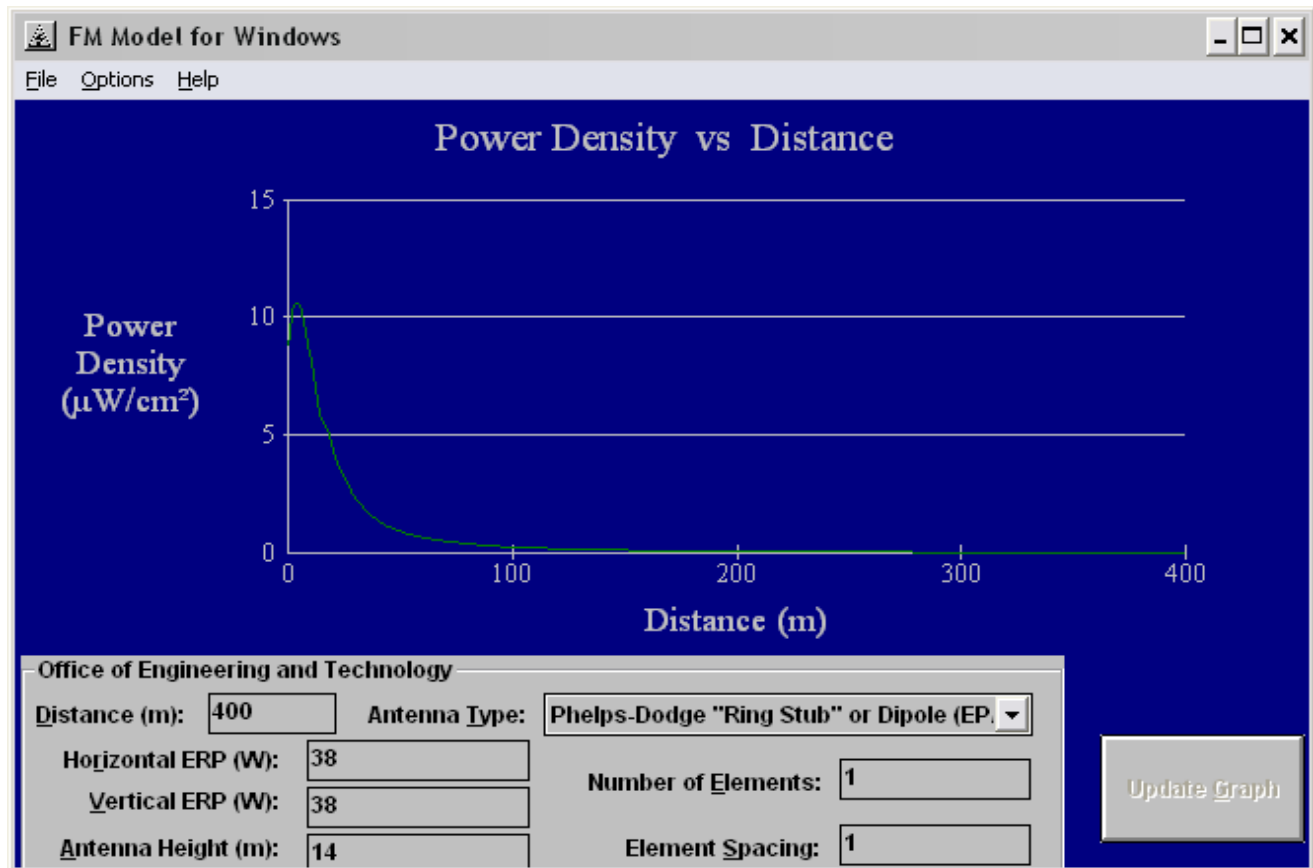 FM Model for Windows
File Options Help
Power Density vs Distance
15
10
5
0
Power
Density
(µW/cm²)
0 100 200 300 400
Distance (m)
Office of Engineering and Technology
Distance (m): 400 Antenna Type: Phelps-Dodge "Ring Stub" or Dipole (EP
Horizontal ERP (W): 38
Number of Elements: 1
Vertical ERP (W): 38
Update Graph
Antenna Height (m): 14 Element Spacing: 1